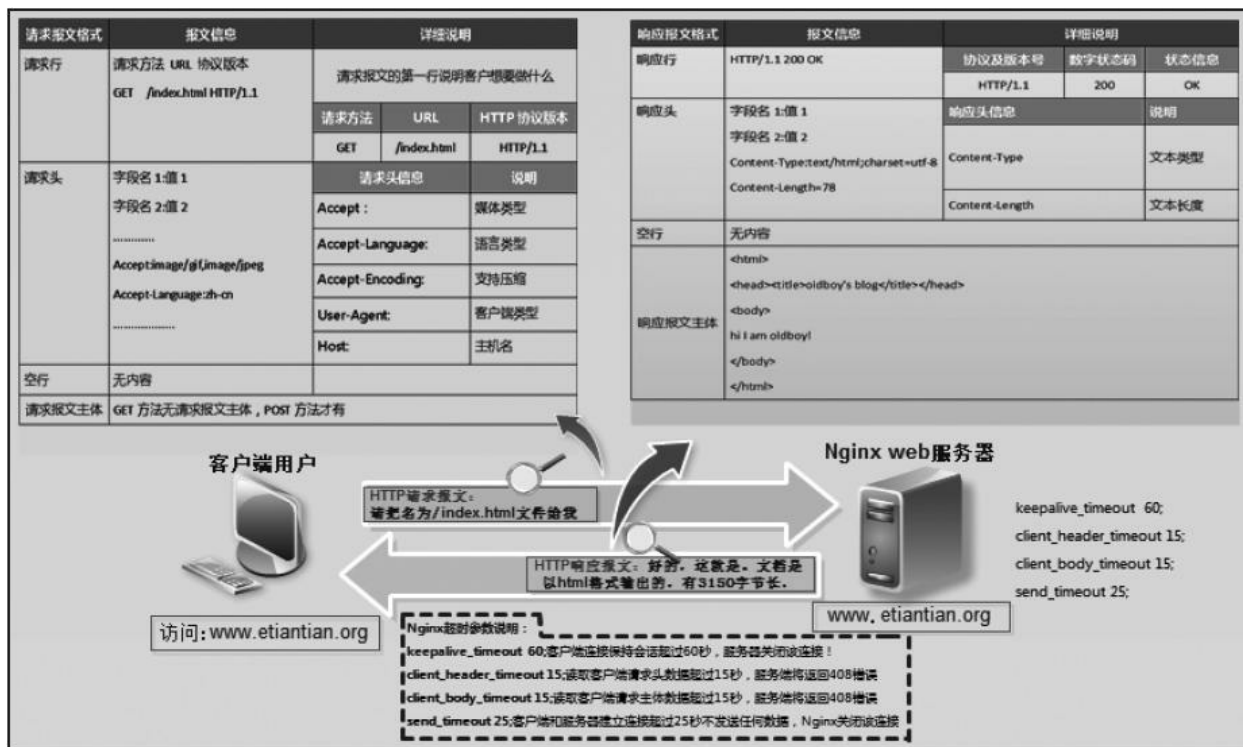 请求报文格式 报文信息 详细说明
请求行 请求方法 URL 协议版本
GET /index.html HTTP/1.1
请求报文的第一行说明客户想要做什么
请求方法 URL HTTP 协议版本
GET /index.html HTTP/1.1
请求头 字段名 1:值 1
字段名 2:值 2
.............
Accept:image/gif,image/jpeg
Accept-Language:zh-cn
....................
请求头信息 说明
Accept : 媒体类型
Accept-Language: 语言类型
Accept-Encoding: 支持压缩
User-Agent: 客户端类型
Host: 主机名
空行 无内容
请求报文主体 GET 方法无请求报文主体，POST 方法才有
响应报文格式 报文信息 详细说明
响应行 HTTP/1.1 200 OK
协议及版本号 数字状态码 状态信息
HTTP/1.1 200 OK
响应头 字段名 1:值 1
字段名 2:值 2
Content-Type:text/html;charset=utf-8
Content-Length=78
响应头信息 说明
Content-Type 文本类型
Content-Length 文本长度
空行 无内容
响应报文主体
<html>
<head><title>oldboy's blog</title></head>
<body>
hi I am oldboy!
</body>
</html>
客户端用户
Nginx web服务器
HTTP请求报文：
请把名为/index.html文件给我
HTTP响应报文：好的，这就是。文档是
以html格式输出的，有3150字节长。
keepalive_timeout 60;
client_header_timeout 15;
client_body_timeout 15;
send_timeout 25;
访问:www.etiantian.org
www.etiantian.org
Nginx超时参数说明：
keepalive_timeout 60;客户端连接保持会话超过60秒，服务器关闭该连接！
client_header_timeout 15;读取客户端请求头数据超过15秒，服务端将返回408错误
client_body_timeout 15;读取客户端请求主体数据超过15秒，服务端将返回408错误
send_timeout 25;客户端和服务器建立连接超过25秒不发送任何数据，Nginx关闭该连接